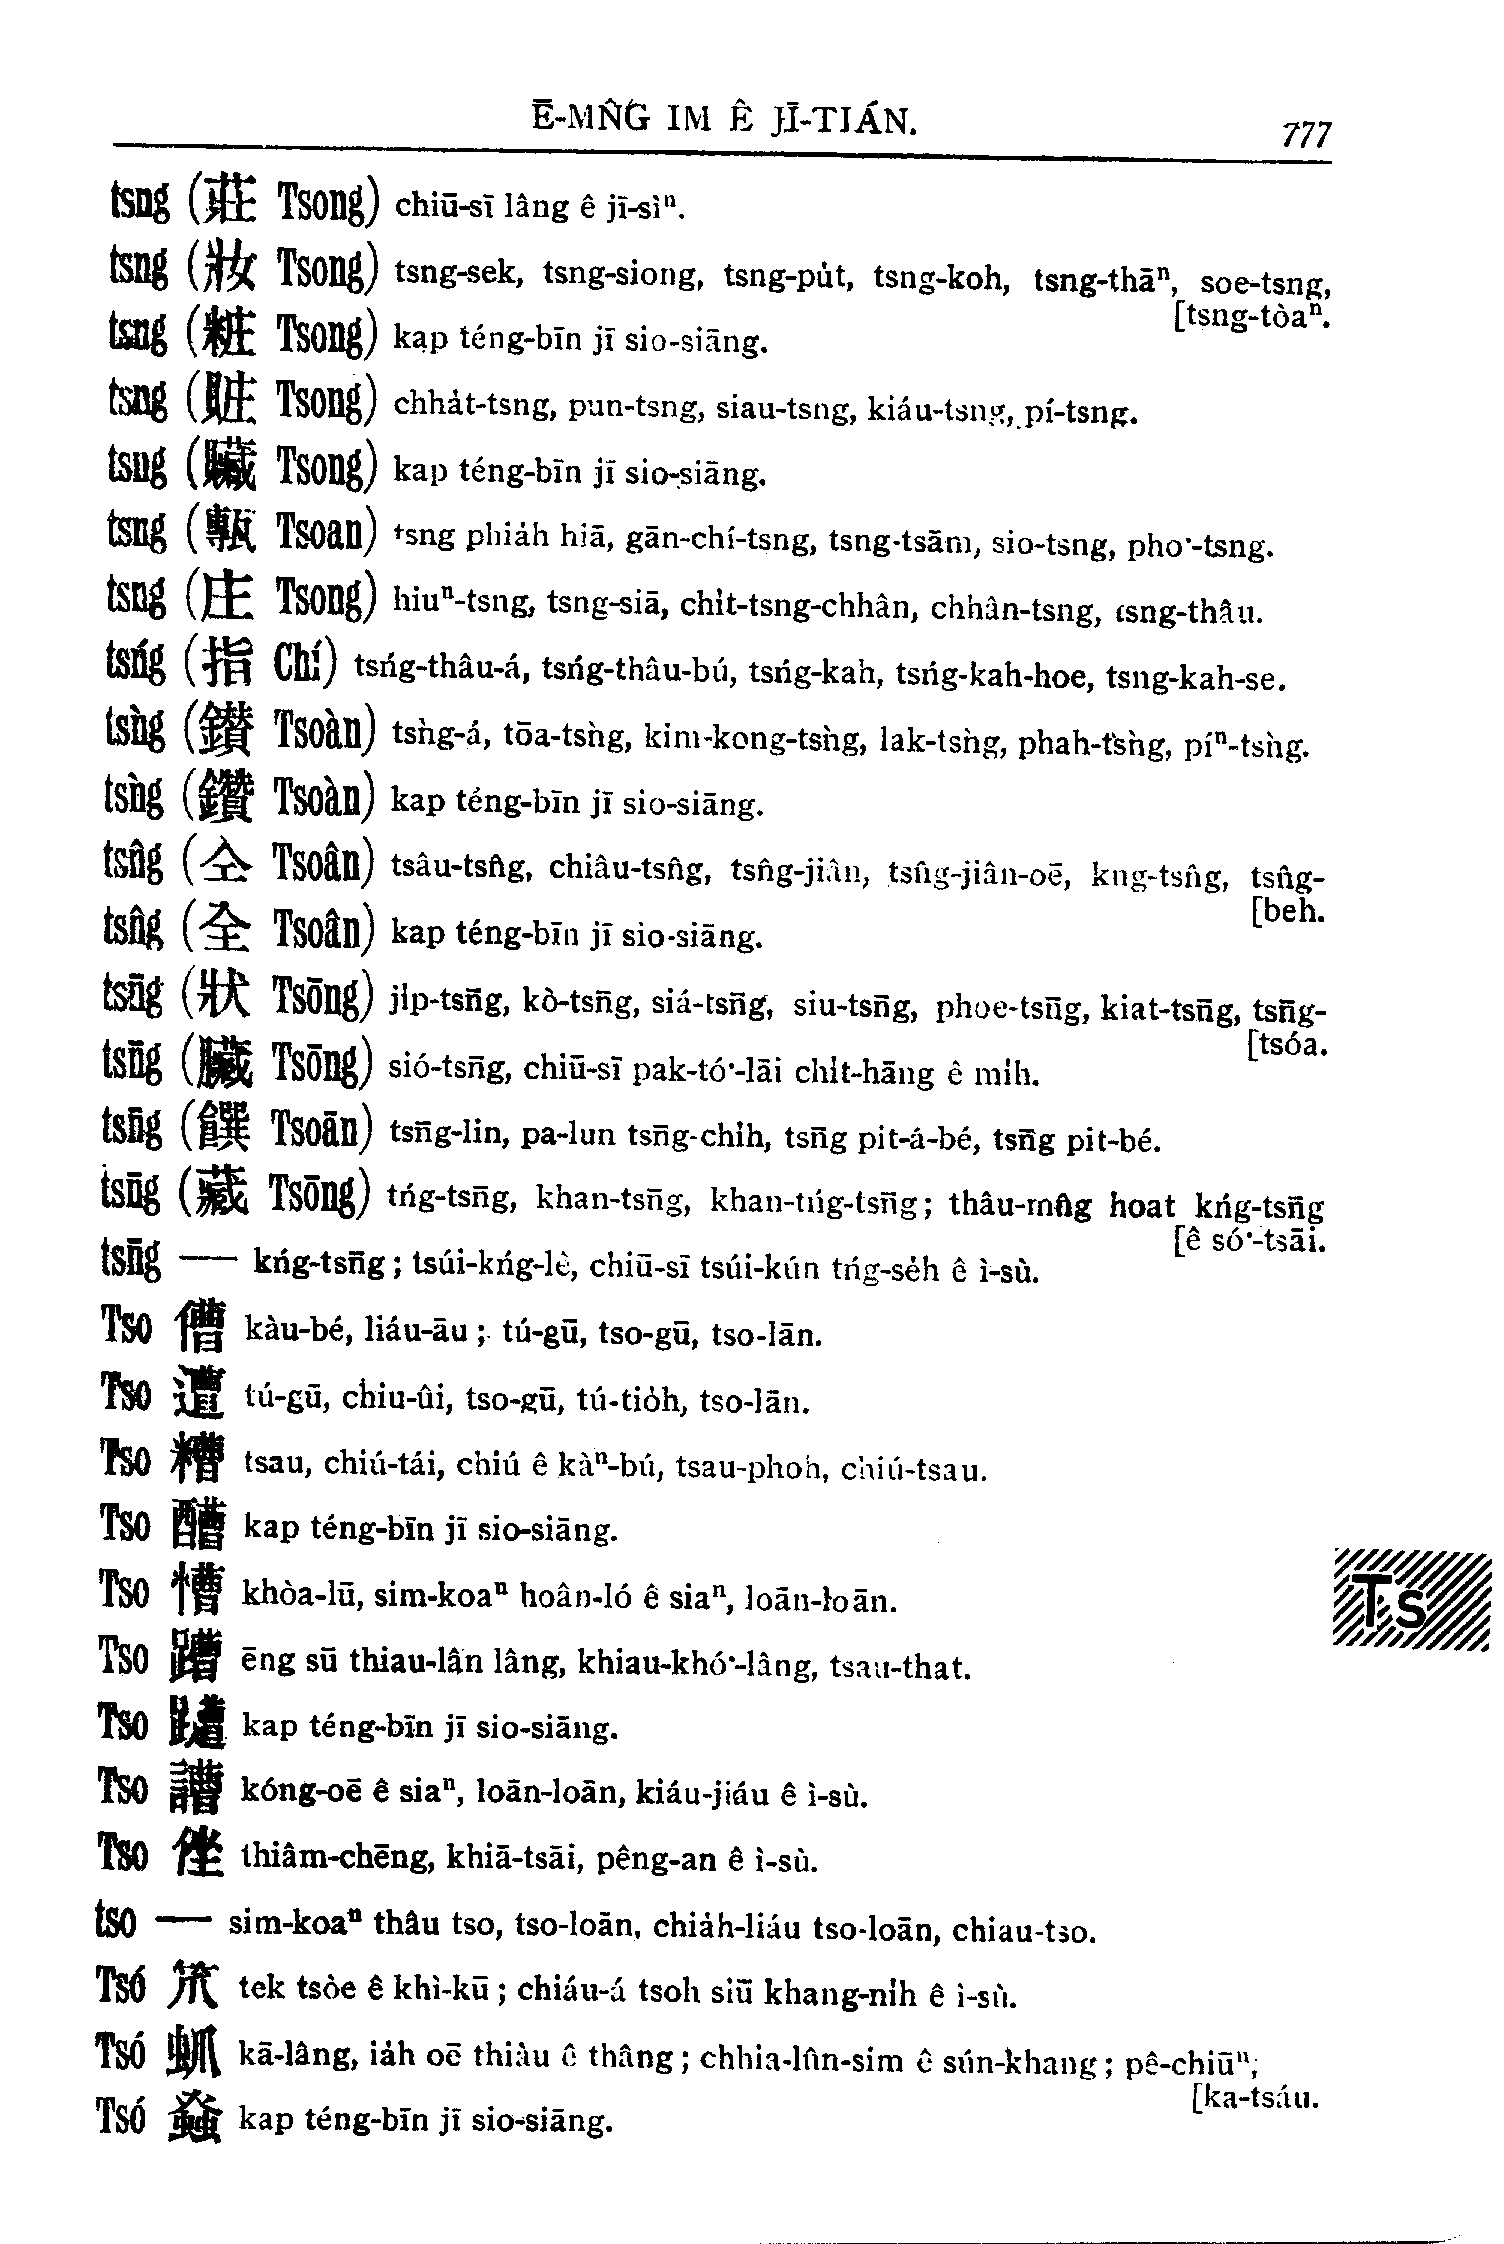 Ē-MN̂G IM Ê JĪ-TIÁN.
777
tsng (莊 Tsong) chiū-sī lâng ê jī-sìⁿ.
tsng (妝 Tsong) tsng-sek, tsng-siong, tsng-pu̍t, tsng-koh, tsng-thāⁿ, soe-tsng,
[tsng-tòaⁿ.
tsng (粧 Tsong) kap téng-bīn jī sio-siāng.
tsng (賍 Tsong) chha̍t-tsng, pun-tsng, siau-tsng, kiáu-tsng, pí-tsng.
tsng (贜 Tsong) kap téng-bīn jī sio-siāng.
tsng (甎 Tsoan) tsng phia̍h hiā, gān-chí-tsng, tsng-tsām, sio-tsng, pho͘-tsng.
tsng (庄 Tsong) hiuⁿ-tsng, tsng-siā, chi̍t-tsng-chhân, chhân-tsng, tsng-thâu.
tsńg (指 Chí) tsńg-thâu-á, tsńg-thâu-bú, tsńg-kah, tsńg-kah-hoe, tsng-kah-se.
tsǹg (鑚 Tsoàn) tsǹg-á, tōa-tsǹg, kim-kong-tsǹg, lak-tsǹg, phah-tsǹg, píⁿ-tsǹg.
tsǹg (鑽 Tsoàn) kap téng-bīn jī sio-siāng.
tsn̂g (仝 Tsoân) tsâu-tsn̂g, chiâu-tsn̂g, tsn̂g-jiân, tsn̂g-jiân-oē, kng-tsn̂g, tsn̂g-
[beh.
tsn̂g (全 Tsoân) kap téng-bīn jī sio-siāng.
tsn̄g (狀 Tsōng) ji̍p-tsn̄g, kò-tsn̄g, siá-tsn̄g, siu-tsn̄g, phoe-tsn̄g, kiat-tsn̄g, tsn̄g-
[tsóa.
tsn̄g (臟 Tsōng) sió-tsn̄g, chiū-sī pak-tó͘-lāi chi̍t-hāng ê mih.
tsn̄g (饌 Tsoān) tsn̄g-lin, pa-lun tsn̄g-chi̍h, tsn̄g pit-á-bé, tsn̄g pit-bé.
tsn̄g (藏 Tsōng) tńg-tsn̄g, khan-tsn̄g, khan-tńg-tsn̄g; thâu-mn̂g hoat kńg-tsn̄g
[ê só͘-tsāi.
tsn̄g — kńg-tsn̄g; tsúi-kńg-lè, chiū-sī tsúi-kún tńg-se̍h ê ì-sù.
Tso 傮 kàu-bé, liáu-āu; tú-gū, tso-gū, tso-lān.
Tso 遭 tú-gū, chiu-ûi, tso-gū, tú-tio̍h, tso-lān.
Tso 糟 tsau, chiú-tái, chiú ê kàⁿ-bú, tsau-phoh, chiú-tsau.
Tso 醩 kap téng-bīn jī sio-siāng.
Tso 慒 khòa-lū, sim-koaⁿ hoân-ló ê siaⁿ, loān-loān.
Tso 蹧 ēng sū thiau-lân lâng, khiau-khó͘-lâng, tsau-that.
Tso kap téng-bīn jī sio-siāng.
Tso 譜 kóng-oē ê siaⁿ, loān-loān, kiáu-jiáu ê ì-sù.
Tso 侳 thiâm-chēng, khiā-tsāi, pêng-an ê ì-sù.
tso — sim-koaⁿ thâu tso, tso-loān, chia̍h-liáu tso-loān, chiau-tso.
Tsó 笊 tek tsòe ê khì-kū; chiáu-á tsoh siū khang-ni̍h ê ì-sù.
Tsó 蚤 kā-lâng, ia̍h oē thiàu ê thâng; chhia-lûn-sim ê sún-khang; pê-chiūⁿ,
[ka-tsáu.
Tsó kap téng-bīn jī sio-siāng.
Ts